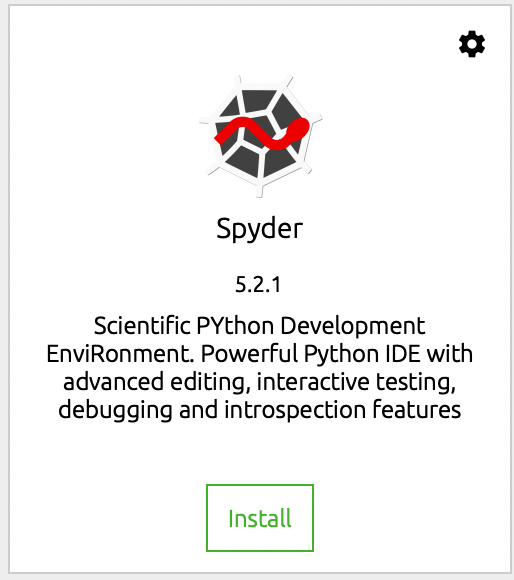 Spyder
5.2.1
Scientific PYthon Development
EnviRonment. Powerful Python IDE with
advanced editing, interactive testing,
debugging and introspection features
Install